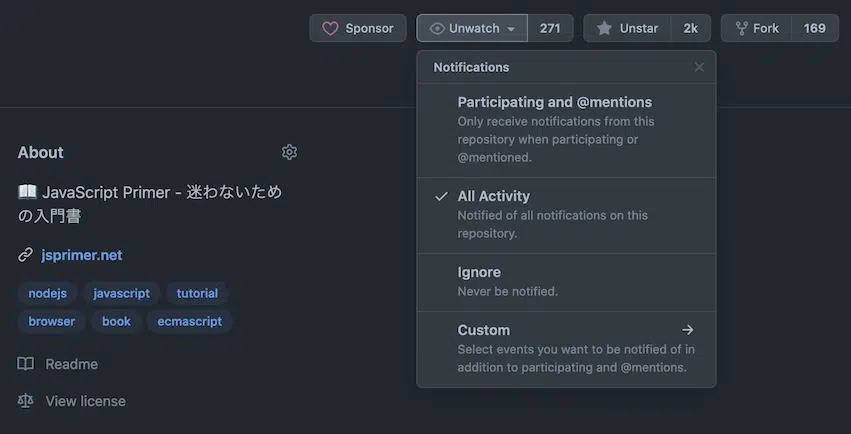 Sponsor
Unwatch
271
Unstar
2k
Fork
169
Notifications
Participating and @mentions
Only receive notifications from this
repository when participating or
@mentioned.
All Activity
Notified of all notifications on this
repository.
Ignore
Never be notified.
Custom
Select events you want to be notified of in
addition to participating and @mentions.
About
📖 JavaScript Primer - 迷わないため
の入門書
jsprimer.net
nodejs
javascript
tutorial
browser
book
ecmascript
Readme
View license